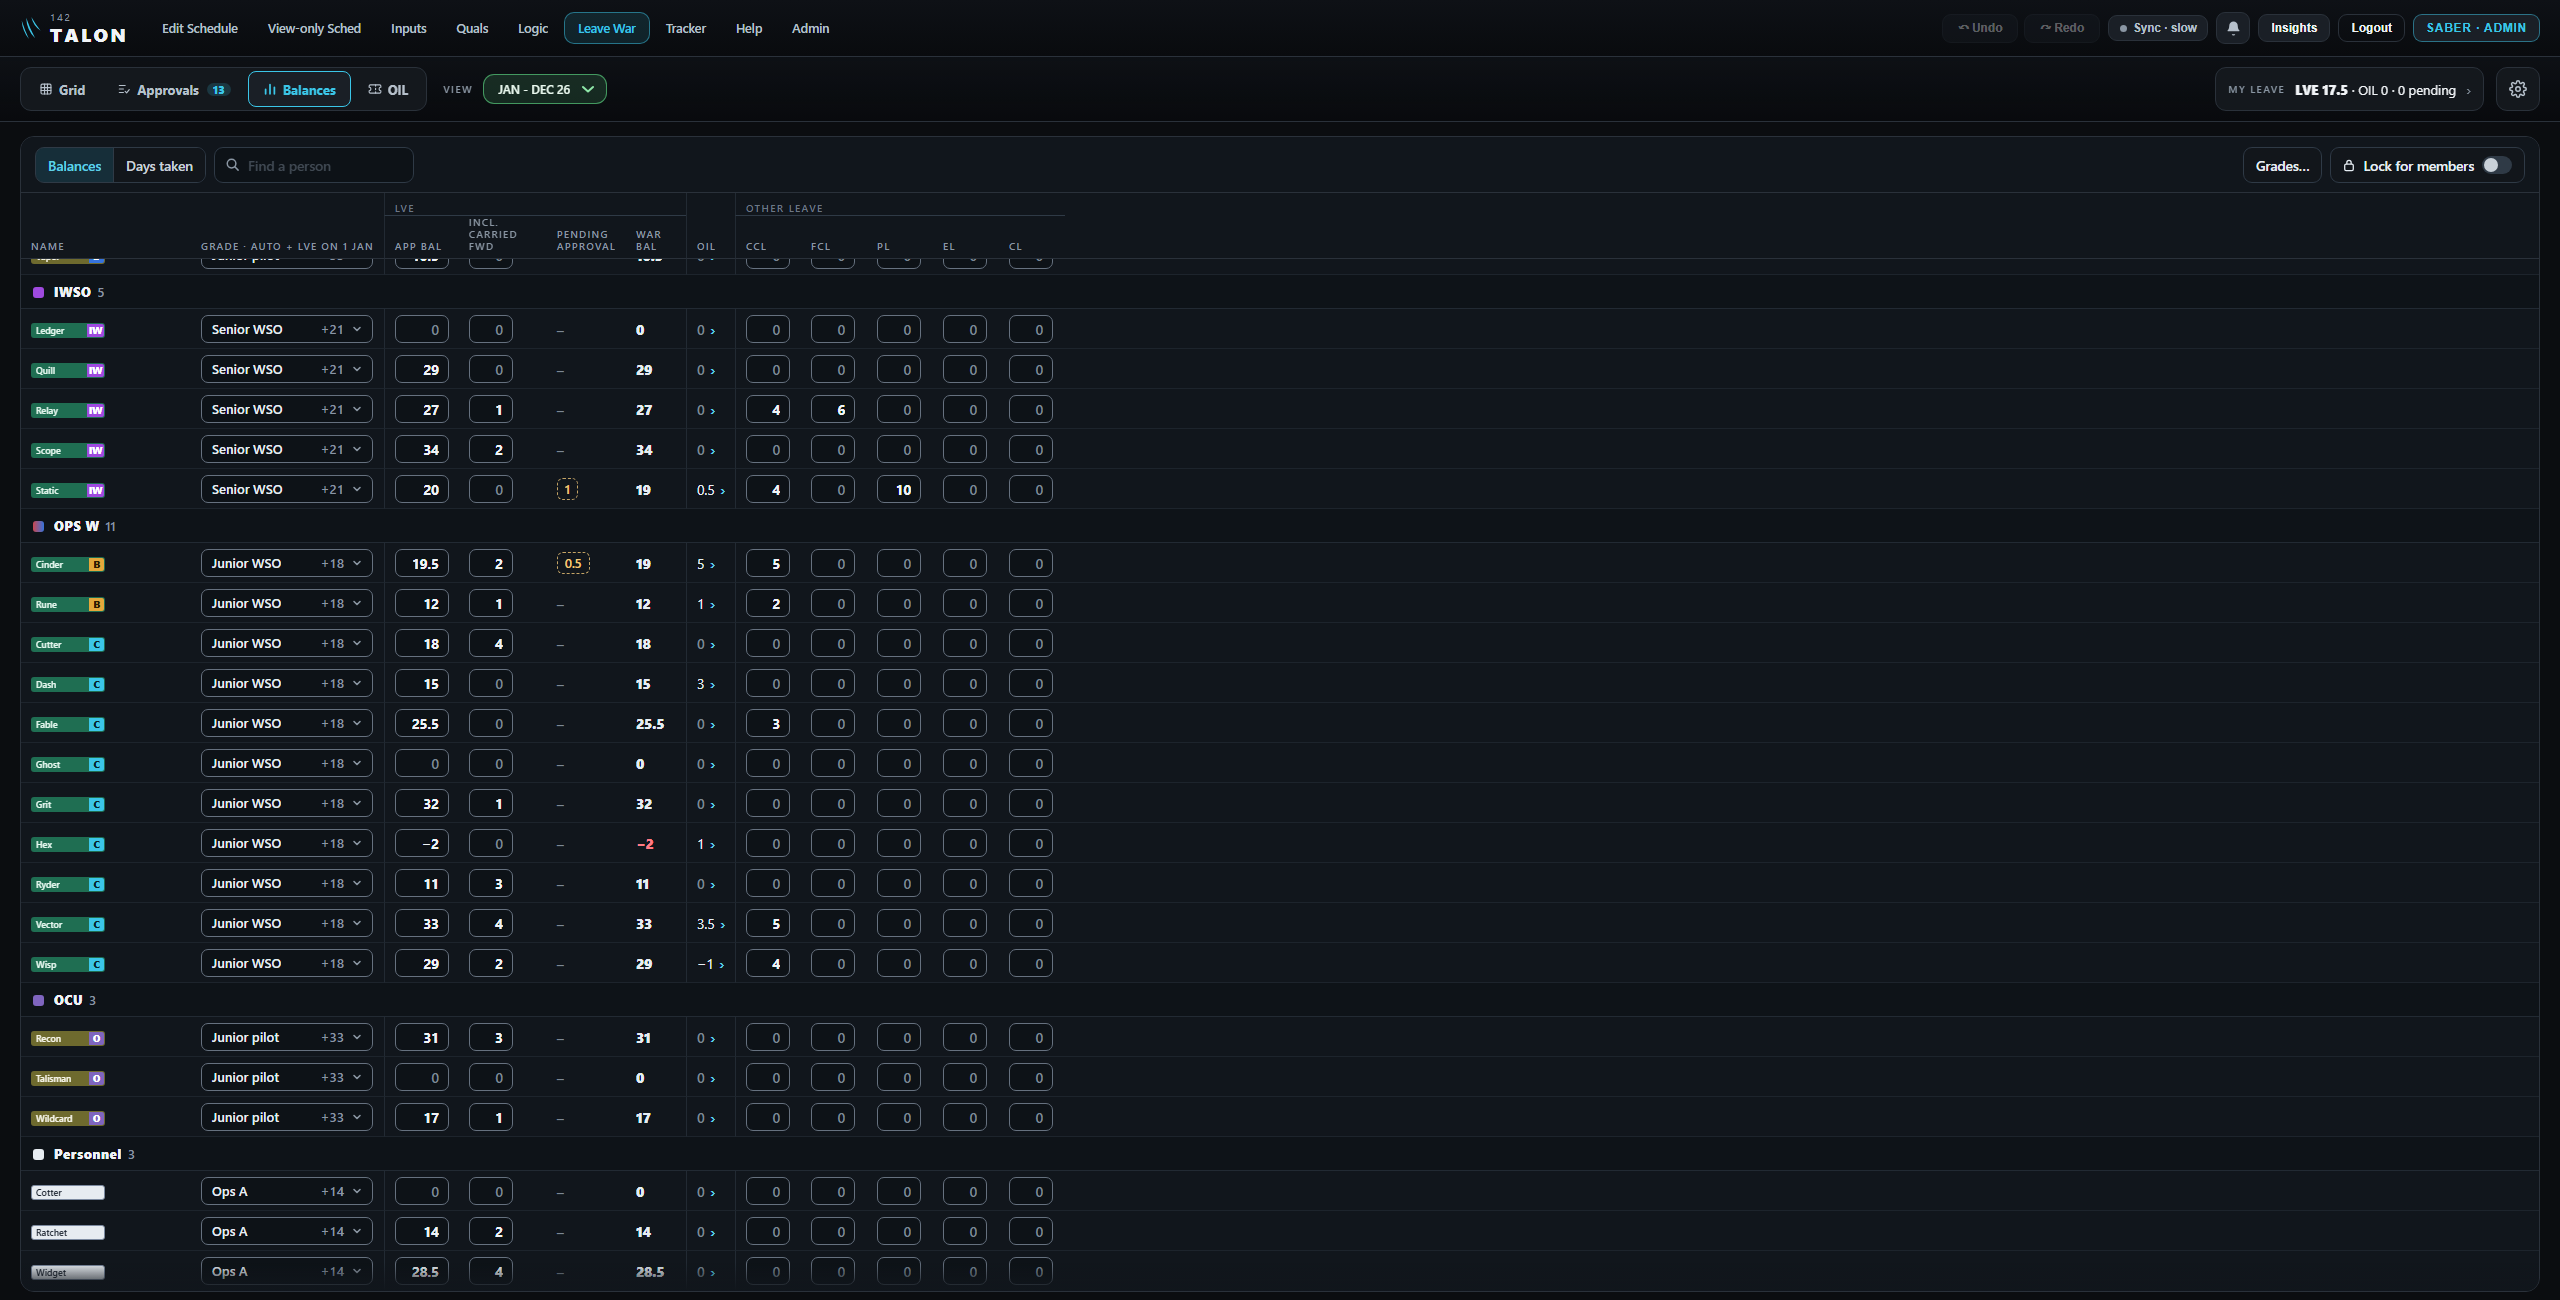 142
TALON Edit Schedule View-only Sched Inputs Quals Logic Leave War Tracker Help Admin Undo Redo Sync · slow Insights Logout SABER · ADMIN
Grid Approvals 13 Balances OIL VIEW JAN - DEC 26 MY LEAVE LVE 17.5 · OIL 0 · 0 pending ›
Balances Days taken Find a person Grades... Lock for members
LVE OTHER LEAVE
NAME GRADE · AUTO + LVE ON 1 JAN APP BAL INCL. CARRIED FWD PENDING APPROVAL WAR BAL OIL CCL FCL PL EL CL
IWSO 5
Ledger IW Senior WSO +21 0 0 – 0 0 › 0 0 0 0 0
Quill IW Senior WSO +21 29 0 – 29 0 › 0 0 0 0 0
Relay IW Senior WSO +21 27 1 – 27 0 › 4 6 0 0 0
Scope IW Senior WSO +21 34 2 – 34 0 › 0 0 0 0 0
Static IW Senior WSO +21 20 0 1 19 0.5 › 4 0 10 0 0
OPS W 11
Cinder B Junior WSO +18 19.5 2 0.5 19 5 › 5 0 0 0 0
Rune B Junior WSO +18 12 1 – 12 1 › 2 0 0 0 0
Cutter C Junior WSO +18 18 4 – 18 0 › 0 0 0 0 0
Dash C Junior WSO +18 15 0 – 15 3 › 0 0 0 0 0
Fable C Junior WSO +18 25.5 0 – 25.5 0 › 3 0 0 0 0
Ghost C Junior WSO +18 0 0 – 0 0 › 0 0 0 0 0
Grit C Junior WSO +18 32 1 – 32 0 › 0 0 0 0 0
Hex C Junior WSO +18 −2 0 – −2 1 › 0 0 0 0 0
Ryder C Junior WSO +18 11 3 – 11 0 › 0 0 0 0 0
Vector C Junior WSO +18 33 4 – 33 3.5 › 5 0 0 0 0
Wisp C Junior WSO +18 29 2 – 29 −1 › 4 0 0 0 0
OCU 3
Recon O Junior pilot +33 31 3 – 31 0 › 0 0 0 0 0
Talisman O Junior pilot +33 0 0 – 0 0 › 0 0 0 0 0
Wildcard O Junior pilot +33 17 1 – 17 0 › 0 0 0 0 0
Personnel 3
Cotter Ops A +14 0 0 – 0 0 › 0 0 0 0 0
Ratchet Ops A +14 14 2 – 14 0 › 0 0 0 0 0
Widget Ops A +14 28.5 4 – 28.5 0 › 0 0 0 0 0